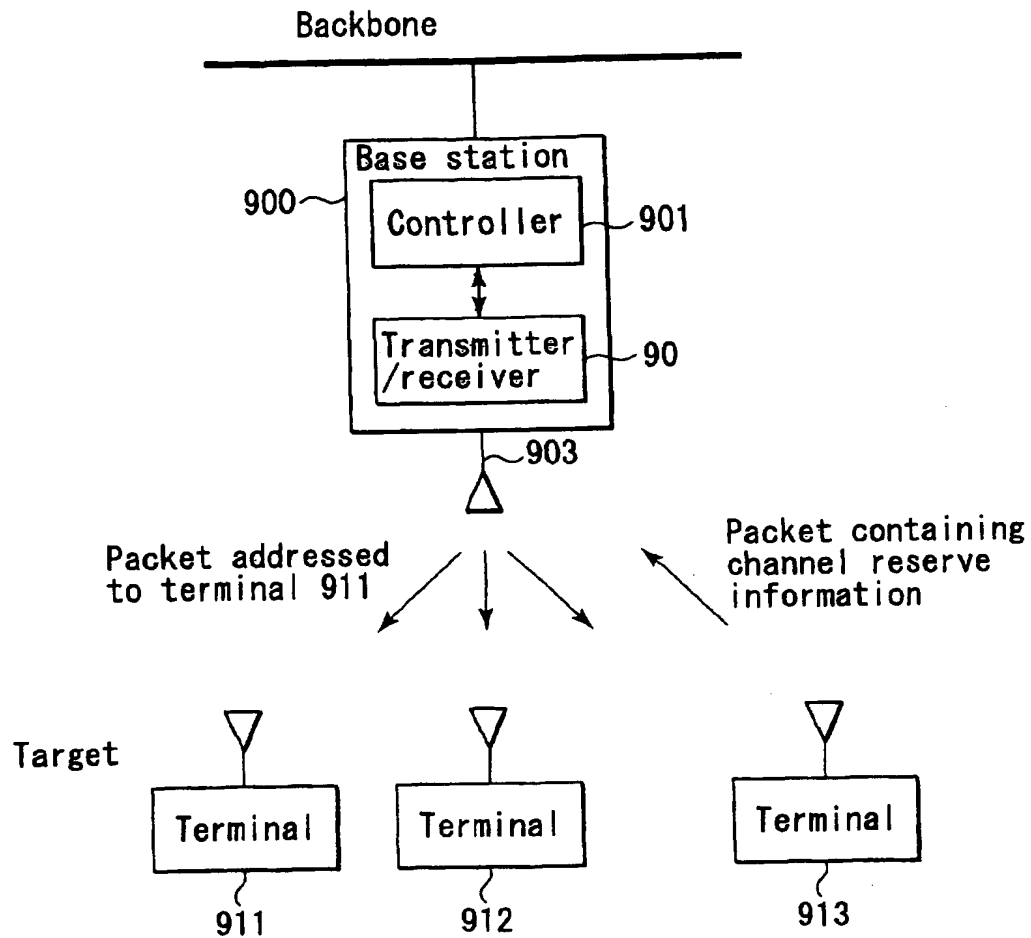 Backbone
Base station
900
Controller
901
Transmitter
/receiver
90
903
Packet addressed
to terminal 911
Packet containing
channel reserve
information
Target
Terminal
Terminal
Terminal
911
912
913